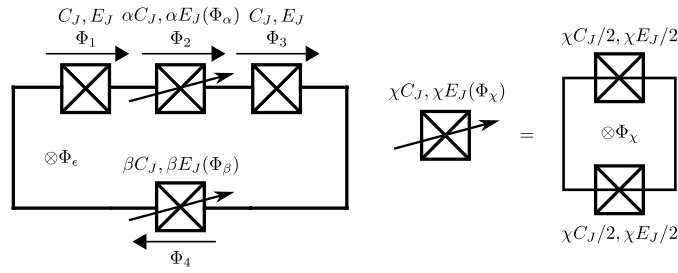 C_J, E_J αC_J, αE_J(Φ_α) C_J, E_J
Φ_1 Φ_2 Φ_3
⊗Φ_ϵ
βC_J, βE_J(Φ_β)
Φ_4
χC_J, χE_J(Φ_χ)
=
χC_J/2, χE_J/2
⊗Φ_χ
χC_J/2, χE_J/2